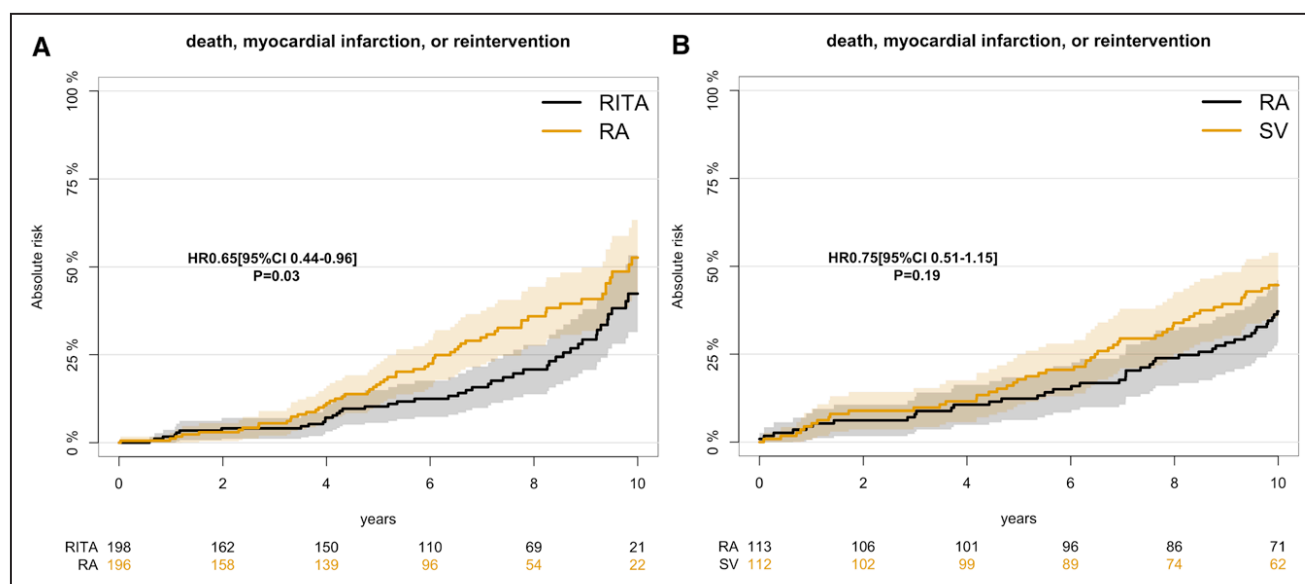 A
death, myocardial infarction, or reintervention
100 %
75 %
50 %
25 %
0 %
Absolute risk
RITA
RA
HR0.65[95%CI 0.44-0.96]
P=0.03
0 2 4 6 8 10
years
RITA 198 162 150 110 69 21
RA 196 158 139 96 54 22
B
death, myocardial infarction, or reintervention
100 %
75 %
50 %
25 %
0 %
Absolute risk
RA
SV
HR0.75[95%CI 0.51-1.15]
P=0.19
0 2 4 6 8 10
years
RA 113 106 101 96 86 71
SV 112 102 99 89 74 62